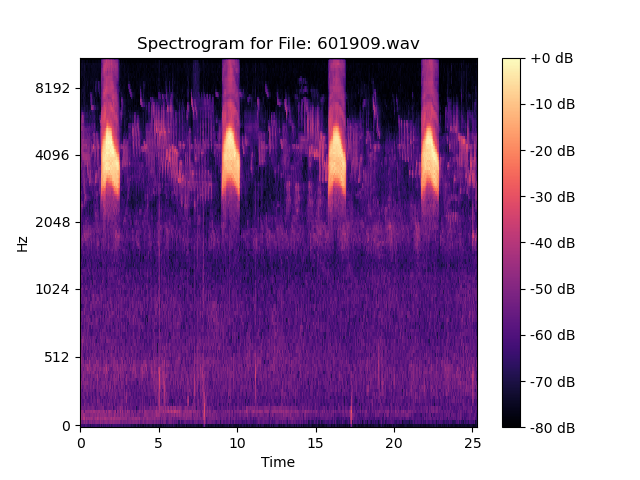 Spectrogram for File: 601909.wav
+0 dB
8192
-10 dB
4096
-20 dB
-30 dB
2048
Hz
-40 dB
1024
-50 dB
512
-60 dB
-70 dB
0
-80 dB
0 5 10 15 20 25
Time